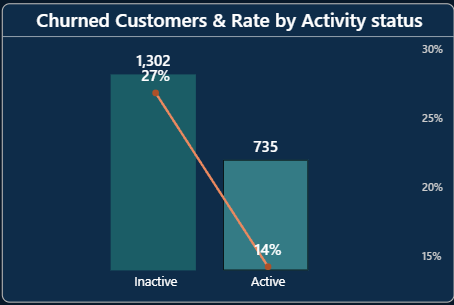 Churned Customers & Rate by Activity status
30%
1,302
27%
25%
735
20%
14%
15%
Inactive
Active